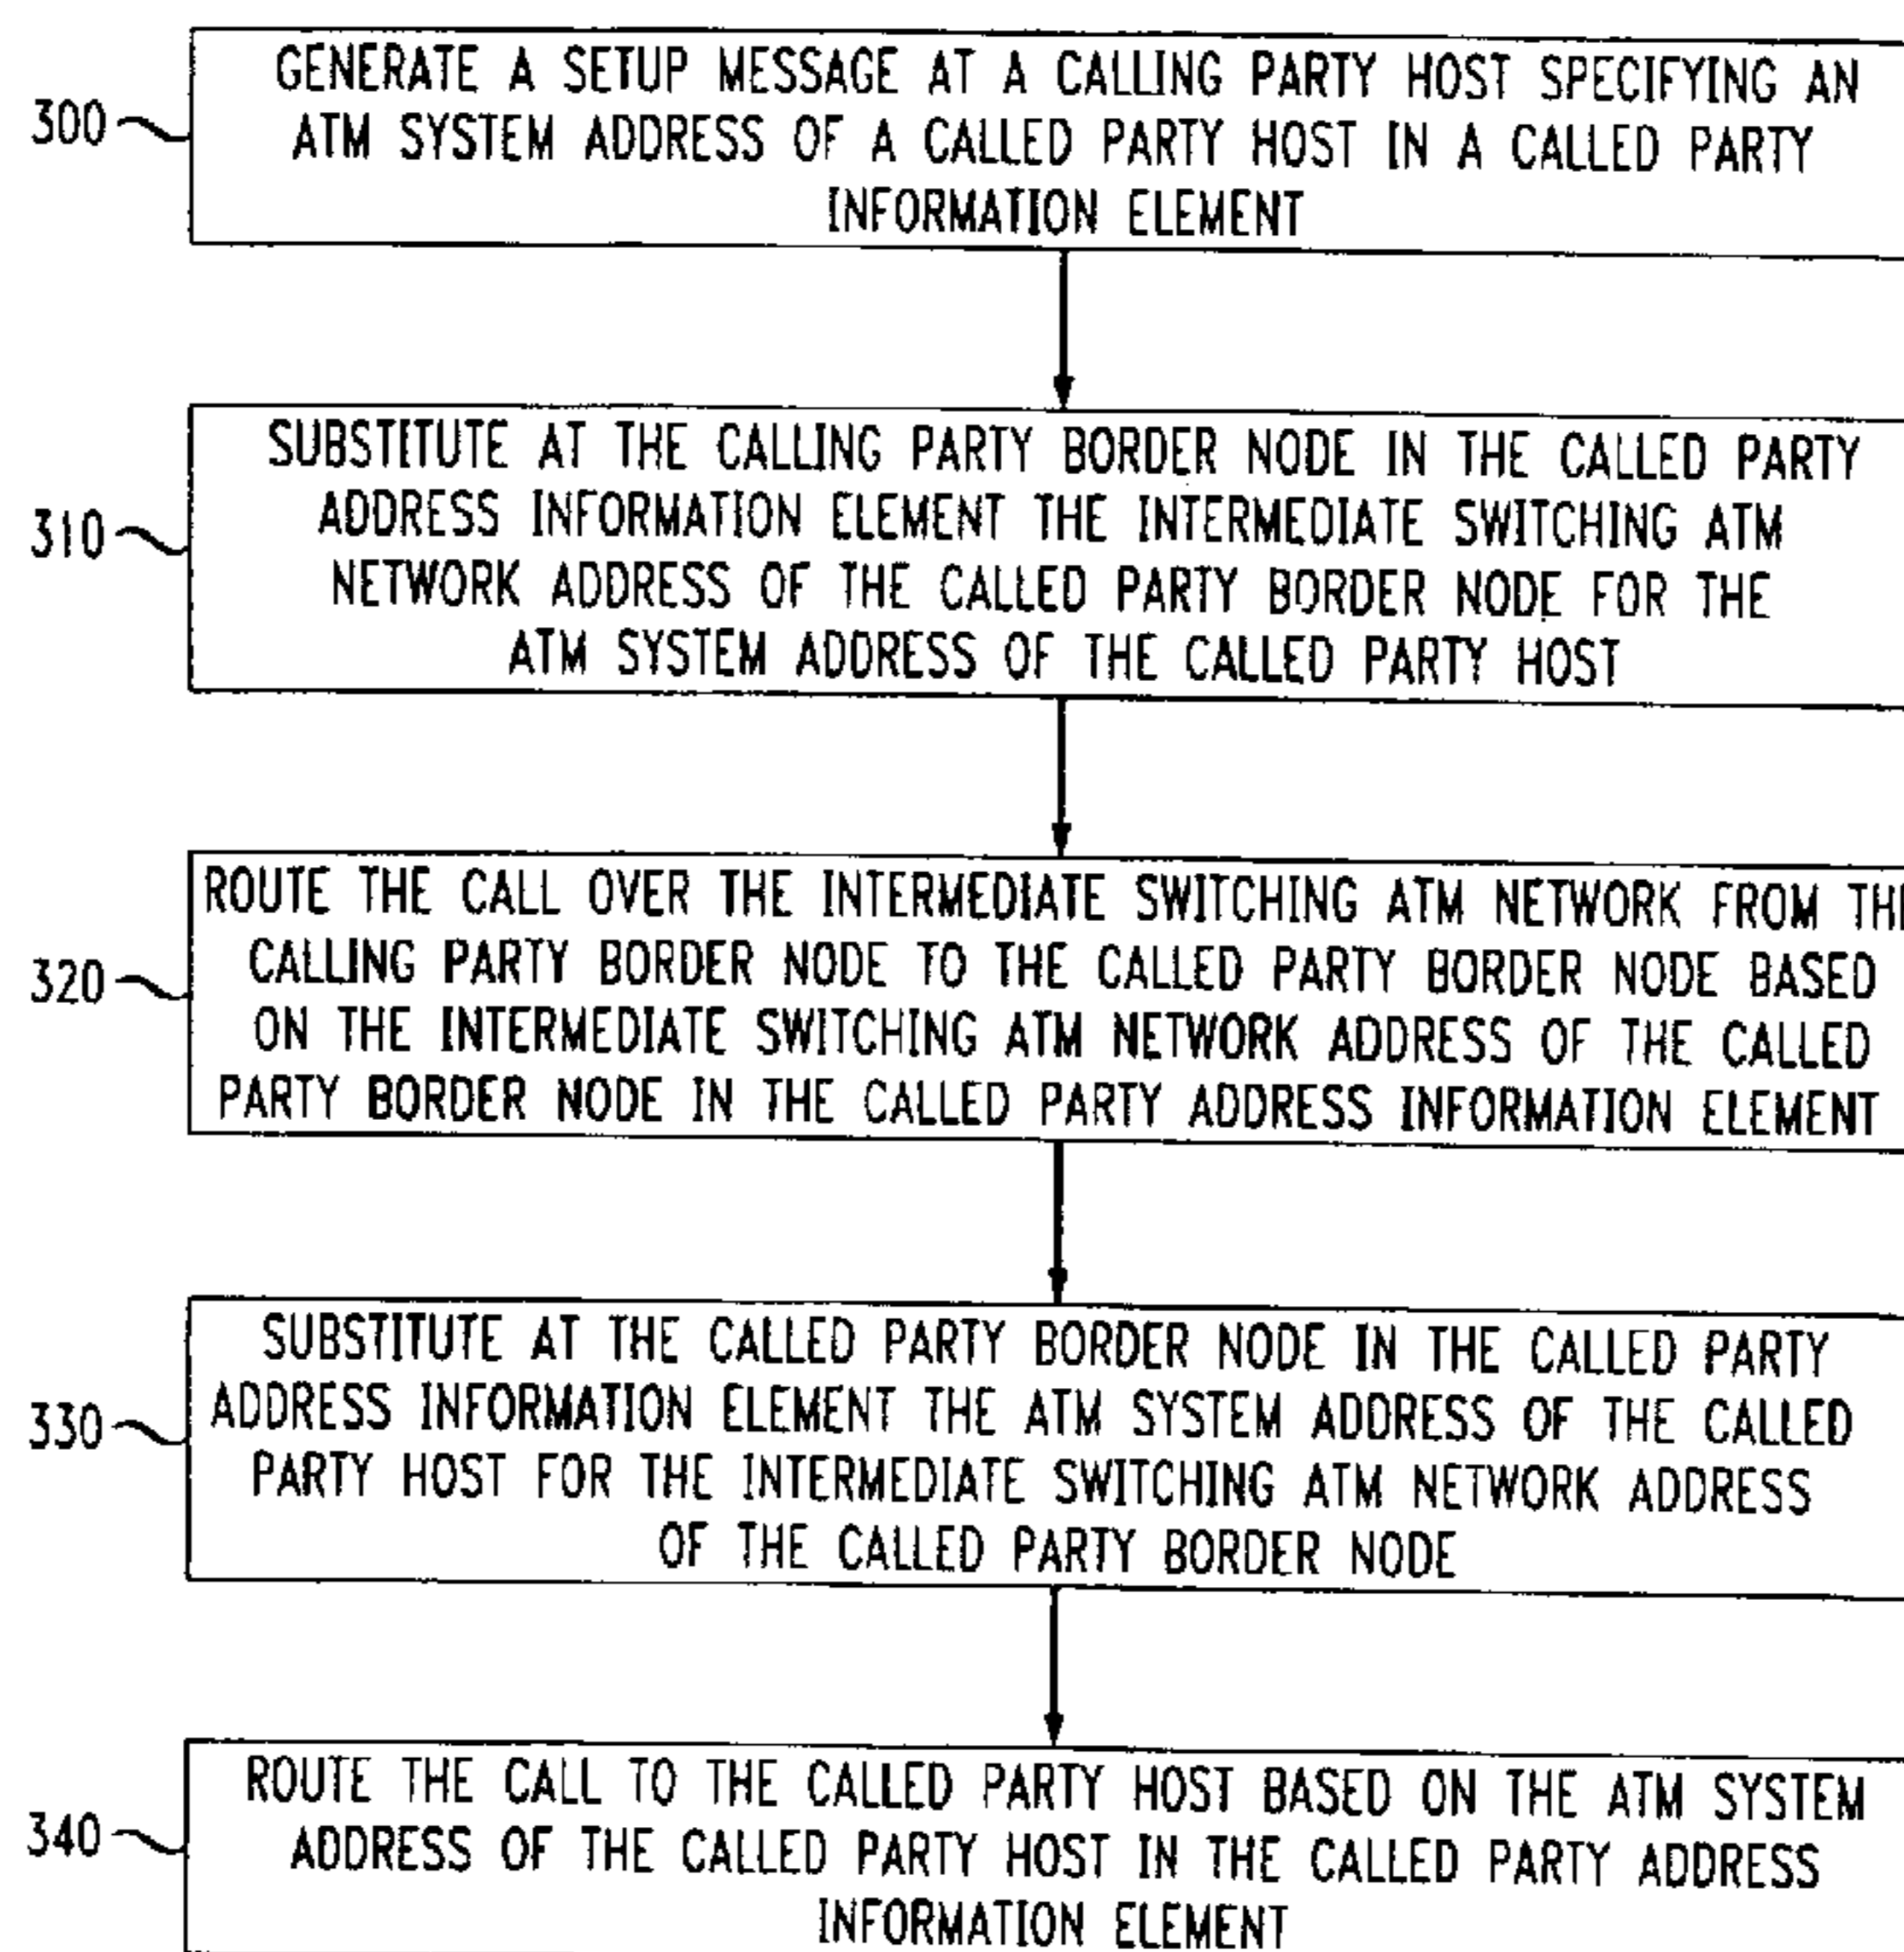 GENERATE A SETUP MESSAGE AT A CALLING PARTY HOST SPECIFYING AN
300
ATM SYSTEM ADDRESS OF A CALLED PARTY HOST IN A CALLED PARTY
INFORMATION ELEMENT
SUBSTITUTE AT THE CALLING PARTY BORDER NODE IN THE CALLED PARTY
310
ADDRESS INFORMATION ELEMENT THE INTERMEDIATE SWITCHING ATM
NETWORK ADDRESS OF THE CALLED PARTY BORDER NODE FOR THE
ATM SYSTEM ADDRESS OF THE CALLED PARTY HOST
ROUTE THE CALL OVER THE INTERMEDIATE SWITCHING ATM NETWORK FROM THE
320
CALLING PARTY BORDER NODE TO THE CALLED PARTY BORDER NODE BASED
ON THE INTERMEDIATE SWITCHING ATM NETWORK ADDRESS OF THE CALLED
PARTY BORDER NODE IN THE CALLED PARTY ADDRESS INFORMATION ELEMENT
SUBSTITUTE AT THE CALLED PARTY BORDER NODE IN THE CALLED PARTY
330
ADDRESS INFORMATION ELEMENT THE ATM SYSTEM ADDRESS OF THE CALLED
PARTY HOST FOR THE INTERMEDIATE SWITCHING ATM NETWORK ADDRESS
OF THE CALLED PARTY BORDER NODE
ROUTE THE CALL TO THE CALLED PARTY HOST BASED ON THE ATM SYSTEM
340
ADDRESS OF THE CALLED PARTY HOST IN THE CALLED PARTY ADDRESS
INFORMATION ELEMENT